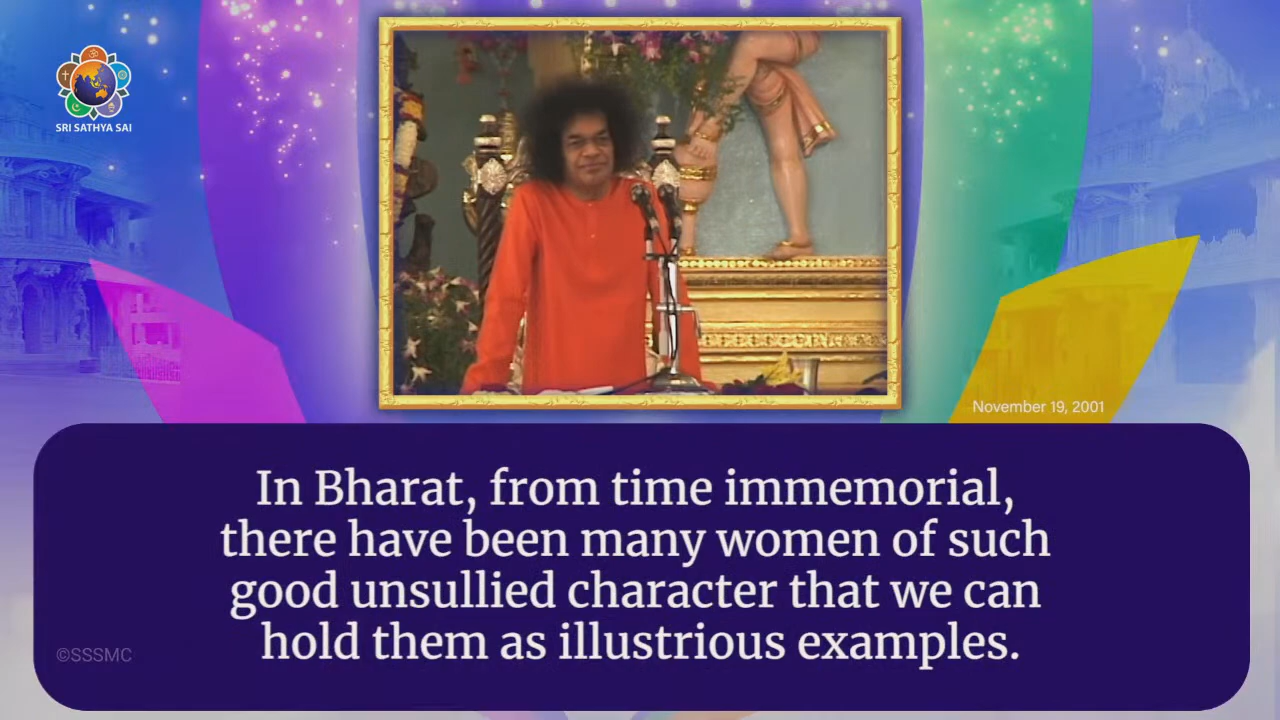 SRI SATHYA SAI
November 19, 2001
In Bharat, from time immemorial,
there have been many women of such
good unsullied character that we can
hold them as illustrious examples.
©SSSMC